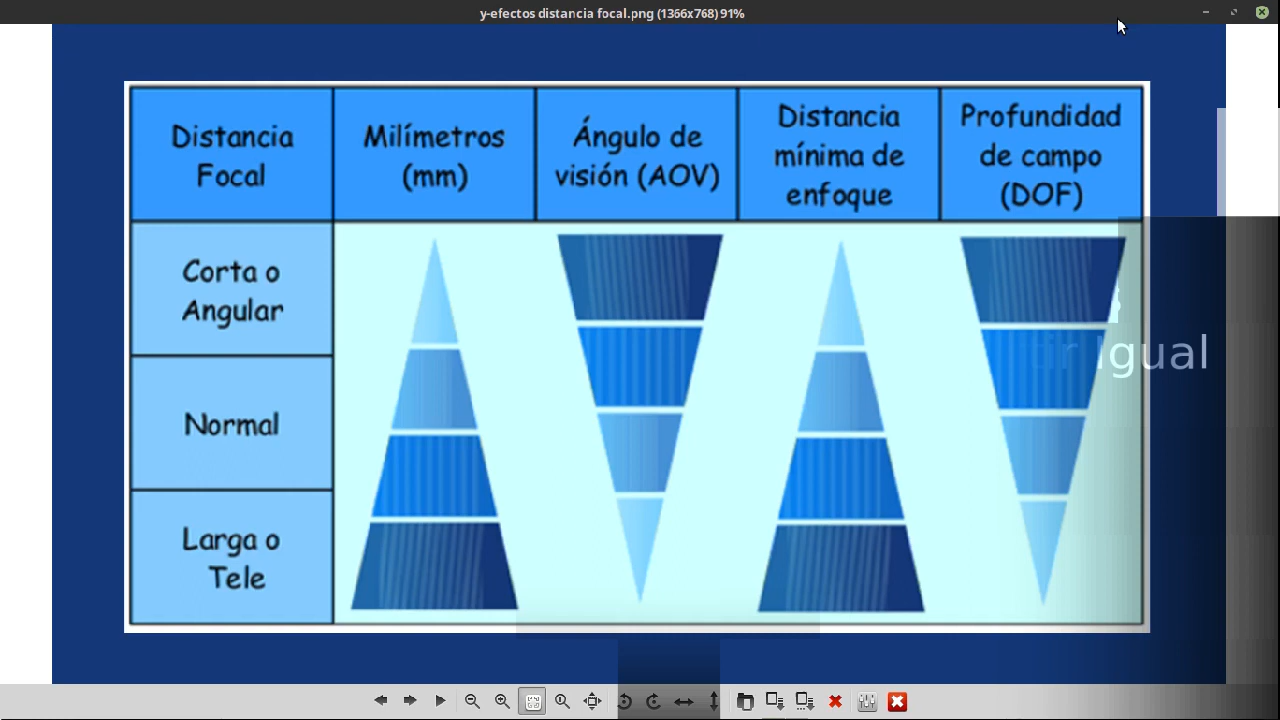 y-efectos distancia focal.png (1366x768) 91%
Distancia
Focal
Milímetros
(mm)
Ángulo de
visión (AOV)
Distancia
mínima de
enfoque
Profundidad
de campo
(DOF)
Corta o
Angular
Normal
Larga o
Tele
Igual